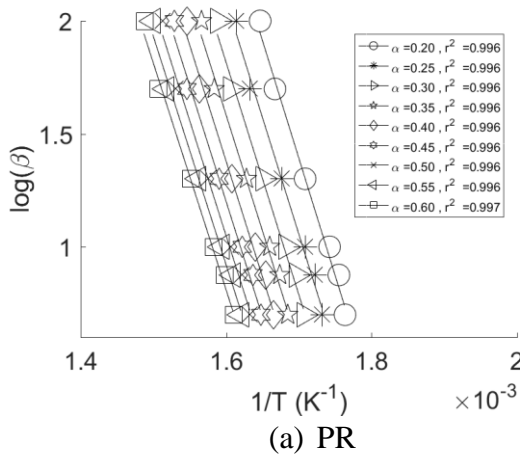 2
1.5
1
log(β)
1.4
1.6
1.8
2
1/T (K⁻¹)
×10⁻³
α =0.20 , r² =0.996
α =0.25 , r² =0.996
α =0.30 , r² =0.996
α =0.35 , r² =0.996
α =0.40 , r² =0.996
α =0.45 , r² =0.996
α =0.50 , r² =0.996
α =0.55 , r² =0.996
α =0.60 , r² =0.997
(a) PR